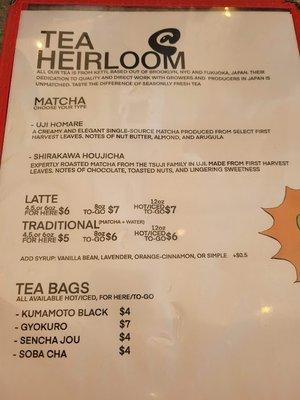 TEA
HEIRLOOM
ALL OUR TEA IS FROM KETTL BASED OUT OF BROOKLYN, NYC AND FUKUOKA, JAPAN. THEIR
DEDICATION TO QUALITY AND DIRECT WORK WITH GROWERS AND PRODUCERS IN JAPAN IS
UNMATCHED. TASTE THE DIFFERENCE OF SEASONLLY FRESH TEA
MATCHA
CHOOSE YOUR TYPE
- UJI HOMARE
A CREAMY AND ELEGANT SINGLE-SOURCE MATCHA PRODUCED FROM SELECT FIRST
HARVEST LEAVES. NOTES OF NUT BUTTER, ALMOND, AND ARUGULA
- SHIRAKAWA HOUJICHA
EXPERTLY ROASTED MATCHA FROM THE TSUJI FAMILY IN UJI. MADE FROM FIRST HARVEST
LEAVES. NOTES OF CHOCOLATE, TOASTED NUTS, AND LINGERING SWEETNESS
LATTE
4.5 or 6oz FOR HERE $6 8oz TO-GO $7 12oz HOT/ICED TO-GO $7
TRADITIONAL (MATCHA + WATER)
4.5 or 6oz FOR HERE $5 8oz TO-GO $6 12oz HOT/ICED TO-GO $6
ADD SYRUP: VANILLA BEAN, LAVENDER, ORANGE-CINNAMON, OR SIMPLE +$0.5
TEA BAGS
ALL AVAILABLE HOT/ICED, FOR HERE/TO-GO
- KUMAMOTO BLACK $4
- GYOKURO $7
- SENCHA JOU $4
- SOBA CHA $4